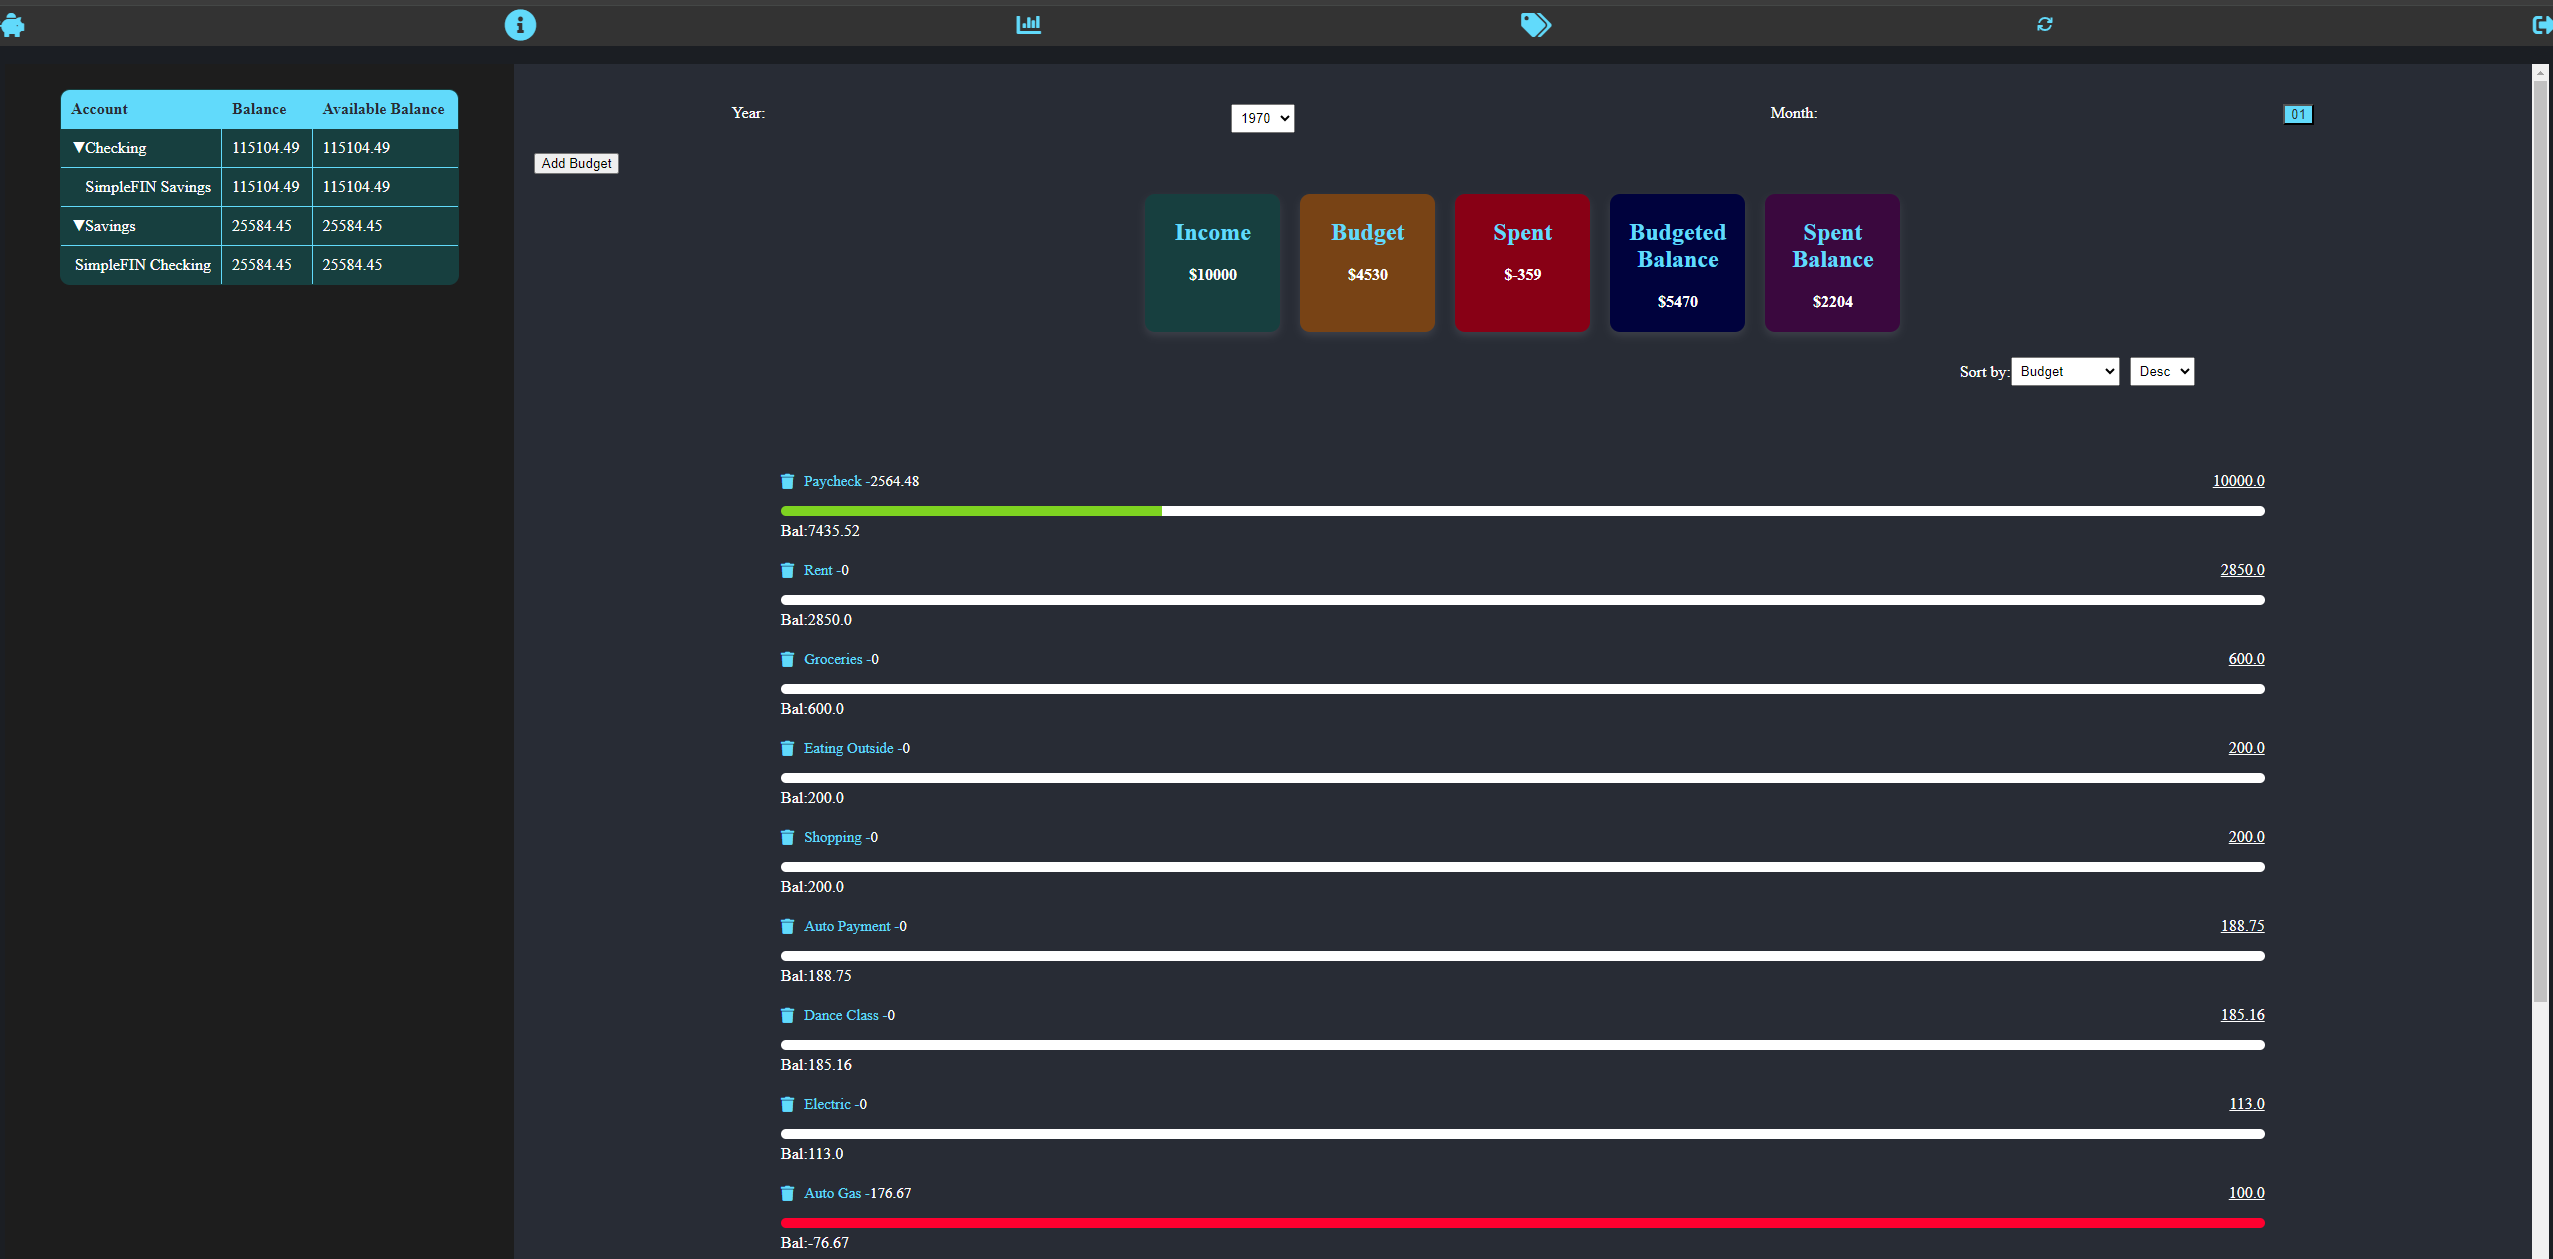 Account Balance Available Balance
▼Checking 115104.49 115104.49
SimpleFIN Savings 115104.49 115104.49
▼Savings 25584.45 25584.45
SimpleFIN Checking 25584.45 25584.45
Year: 1970 Month: 01
Add Budget
Income
$10000
Budget
$4530
Spent
$-359
Budgeted
Balance
$5470
Spent
Balance
$2204
Sort by: Budget Desc
Paycheck -2564.48 10000.0
Bal:7435.52
Rent -0 2850.0
Bal:2850.0
Groceries -0 600.0
Bal:600.0
Eating Outside -0 200.0
Bal:200.0
Shopping -0 200.0
Bal:200.0
Auto Payment -0 188.75
Bal:188.75
Dance Class -0 185.16
Bal:185.16
Electric -0 113.0
Bal:113.0
Auto Gas -176.67 100.0
Bal:-76.67